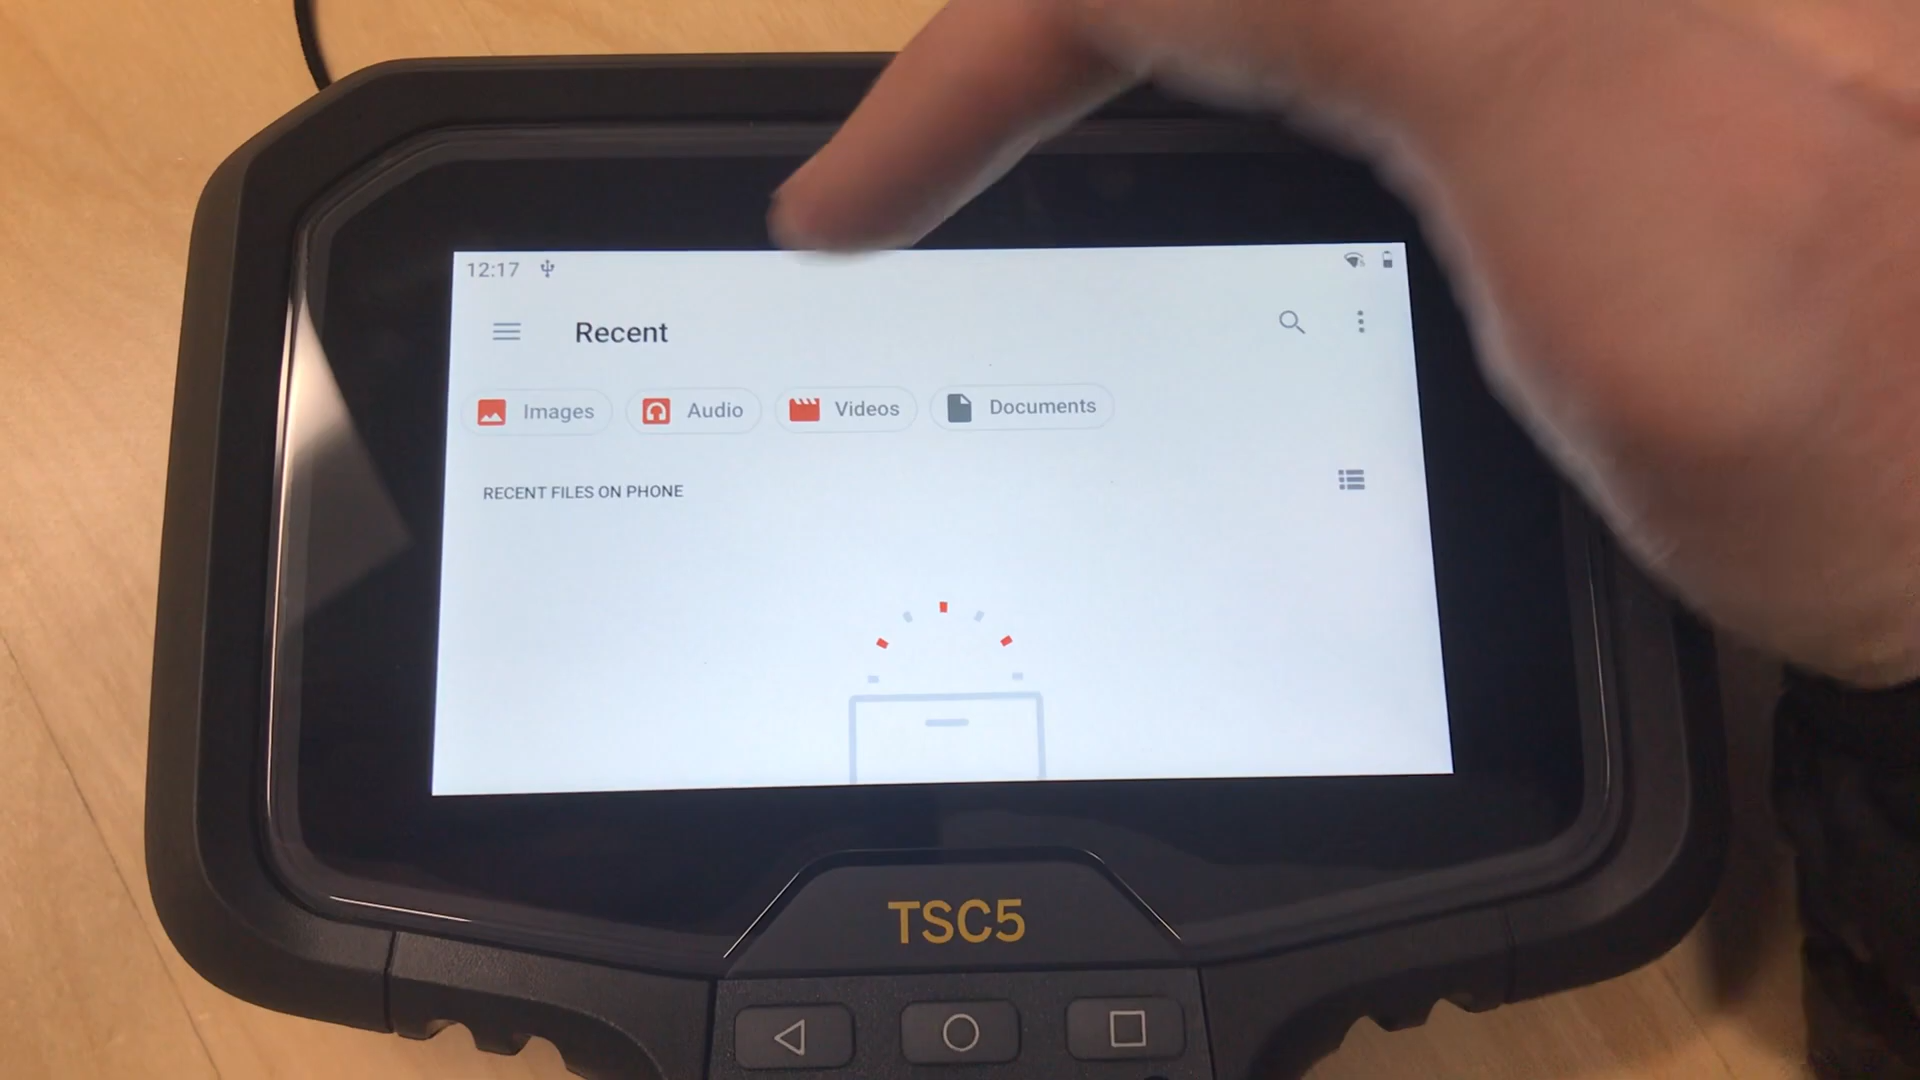 12:17
Recent
Images Audio Videos Documents
RECENT FILES ON PHONE
TSC5